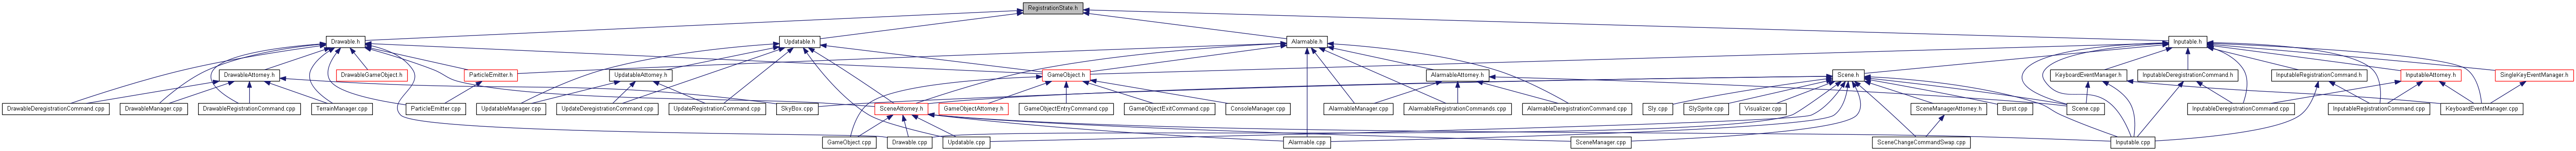 RegistrationState.h
Drawable.h
Updatable.h
Alarmable.h
Inputable.h
DrawableAttorney.h
DrawableGameObject.h
ParticleEmitter.h
UpdatableAttorney.h
GameObject.h
AlarmableAttorney.h
Scene.h
KeyboardEventManager.h
InputableDeregistrationCommand.h
InputableRegistrationCommand.h
InputableAttorney.h
SingleKeyEventManager.h
DrawableDeregistrationCommand.cpp
DrawableManager.cpp
DrawableRegistrationCommand.cpp
TerrainManager.cpp
ParticleEmitter.cpp
UpdatableManager.cpp
UpdateDeregistrationCommand.cpp
UpdateRegistrationCommand.cpp
SkyBox.cpp
SceneAttorney.h
GameObjectAttorney.h
GameObjectEntryCommand.cpp
GameObjectExitCommand.cpp
ConsoleManager.cpp
AlarmableManager.cpp
AlarmableRegistrationCommands.cpp
AlarmableDeregistrationCommand.cpp
Sly.cpp
SlySprite.cpp
Visualizer.cpp
SceneManagerAttorney.h
Burst.cpp
Scene.cpp
InputableDeregistrationCommand.cpp
InputableRegistrationCommand.cpp
KeyboardEventManager.cpp
GameObject.cpp
Drawable.cpp
Updatable.cpp
Alarmable.cpp
SceneManager.cpp
SceneChangeCommandSwap.cpp
Inputable.cpp